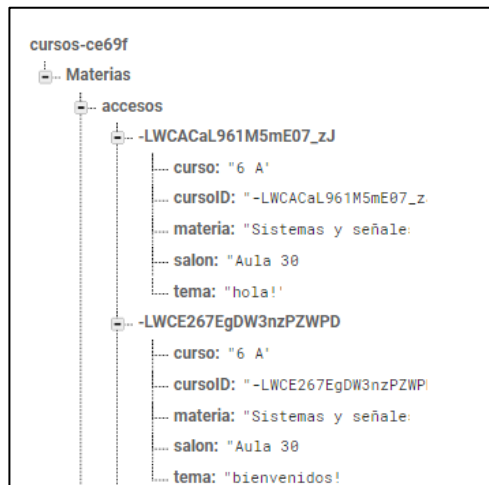 cursos-ce69f
Materias
accesos
-LWCACaL961M5mE07_zJ
curso: "6 A'
cursoID: "-LWCACaL961M5mE07_z
materia: "Sistemas y señale
salon: "Aula 30
tema: "hola!'
-LWCE267EgDW3nzPZWPD
curso: "6 A'
cursoID: "-LWCE267EgDW3nzPZWP
materia: "Sistemas y señale
salon: "Aula 30
tema: "bienvenidos!